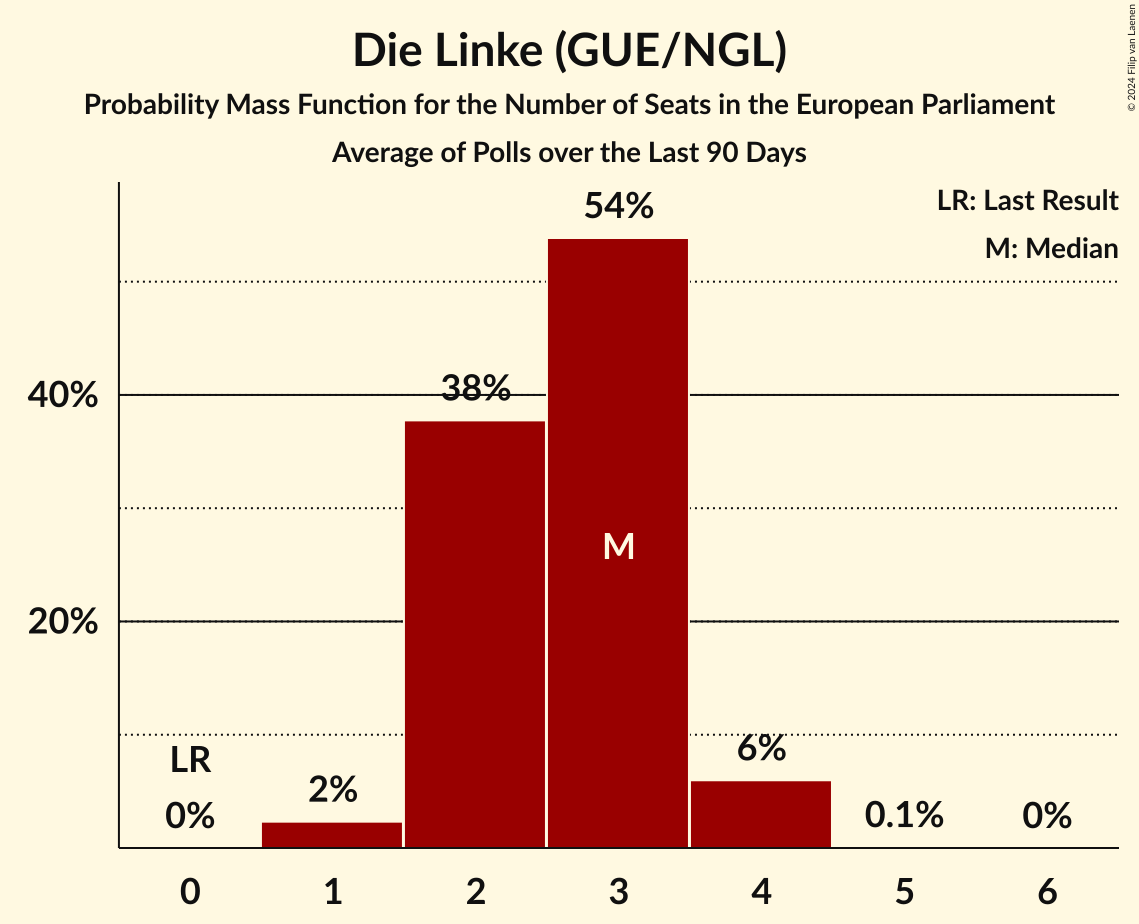 Die Linke (GUE/NGL)
Probability Mass Function for the Number of Seats in the European Parliament
Average of Polls over the Last 90 Days
© 2024 Filip van Laenen
LR: Last Result
M: Median
54%
38%
40%
M
20%
LR
6%
2%
0%
0.1%
0%
0 1 2 3 4 5 6